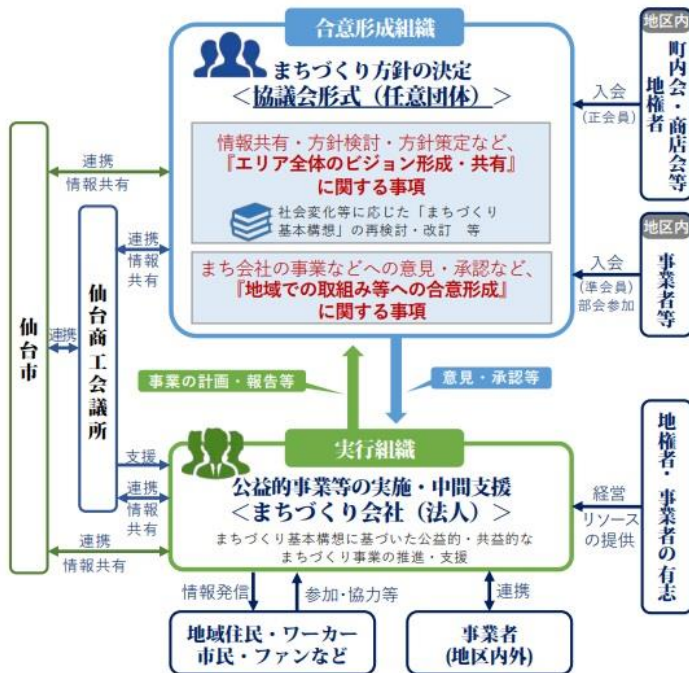 合意形成組織
まちづくり方針の決定
＜協議会形式（任意団体）＞
情報共有・方針検討・方針策定など、
『エリア全体のビジョン形成・共有』
に関する事項
社会変化等に応じた「まちづくり
基本構想」の再検討・改訂　等
まち会社の事業などへの意見・承認など、
『地域での取組み等への合意形成』
に関する事項
地区内
町内会・商店会等
地権者
入会
(正会員)
地区内
事業者等
入会
(準会員)
部会参加
仙台市
連携
情報共有
仙台商工会議所
連携
情報
共有
連携
事業の計画・報告等
意見・承認等
実行組織
公益的事業等の実施・中間支援
＜まちづくり会社（法人）＞
まちづくり基本構想に基づいた公益的・共益的な
まちづくり事業の推進・支援
支援
連携
情報
共有
連携
情報共有
地権者・事業者の有志
経営
リソース
の提供
情報発信
参加・協力等
連携
地域住民・ワーカー
市民・ファンなど
事業者
(地区内外)